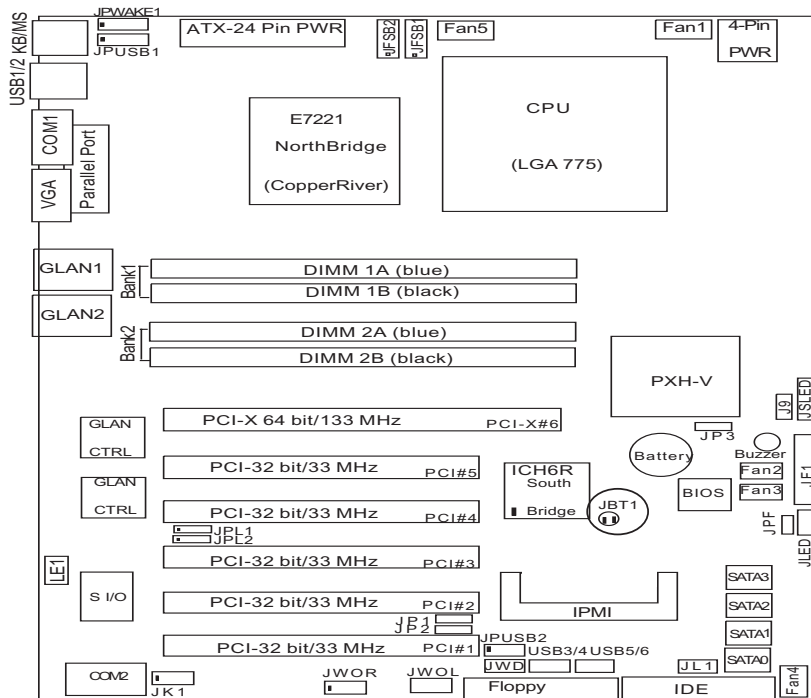 JPWAKE1
JPUSB1
KB/MS
USB1/2
ATX-24 Pin PWR
JFSB2
JFSB1
Fan5
Fan1
4-Pin
PWR
COM1
VGA
Parallel Port
E7221
NorthBridge
(CopperRiver)
CPU
(LGA 775)
GLAN1
GLAN2
Bank1
DIMM 1A (blue)
DIMM 1B (black)
Bank2
DIMM 2A (blue)
DIMM 2B (black)
PXH-V
J9
JSLED
JP3
GLAN
CTRL
PCI-X 64 bit/133 MHz PCI-X#6
PCI-32 bit/33 MHz PCI#5
GLAN
CTRL
PCI-32 bit/33 MHz PCI#4
JPL1
JPL2
PCI-32 bit/33 MHz PCI#3
PCI-32 bit/33 MHz PCI#2
JP1
JP2
PCI-32 bit/33 MHz PCI#1
ICH6R
South
Bridge
JBT1
Battery
Buzzer
Fan2
Fan3
BIOS
JF1
JPF
JLED
LE1
S I/O
COM2
JK1
IPMI
SATA3
SATA2
SATA1
SATA0
JPUSB2
USB3/4
USB5/6
JWD
JL1
JWOR
JWOL
Floppy
IDE
Fan4